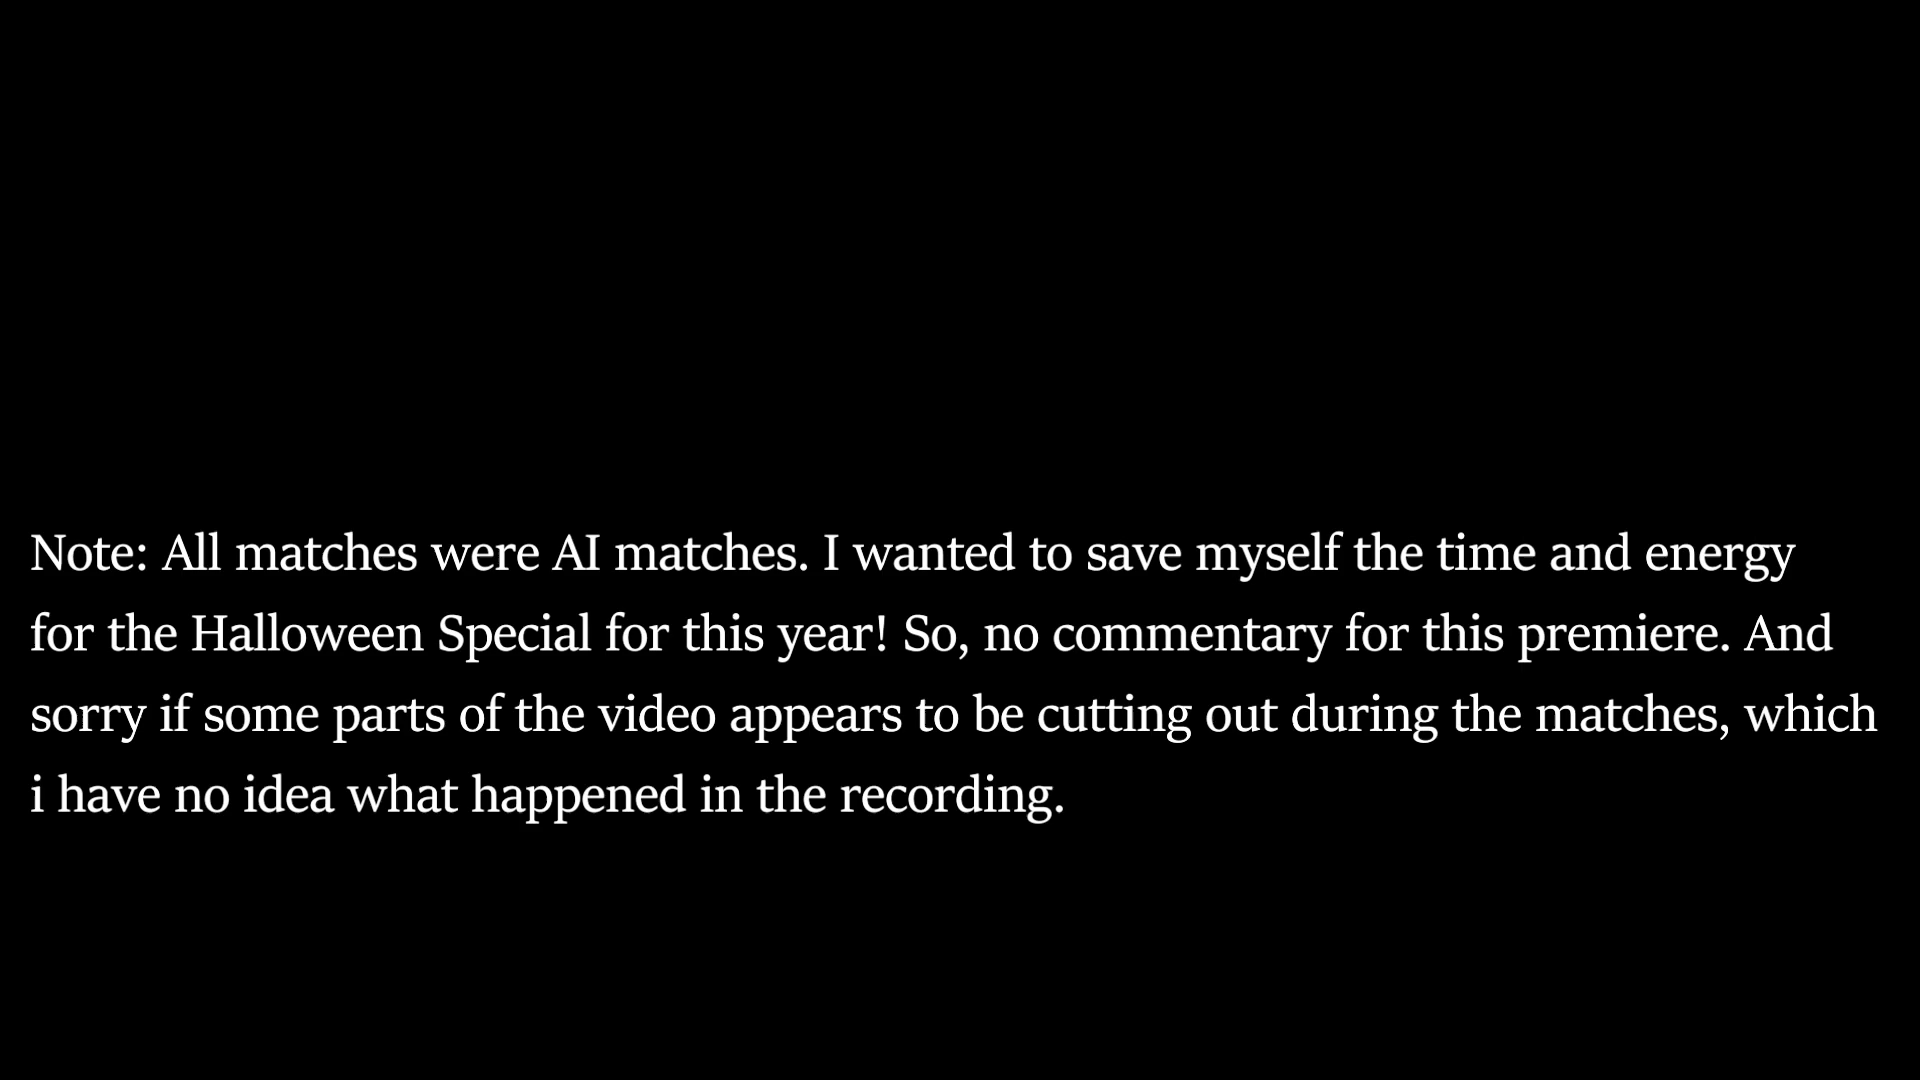 Note: All matches were AI matches. I wanted to save myself the time and energy
for the Halloween Special for this year! So, no commentary for this premiere. And
sorry if some parts of the video appears to be cutting out during the matches, which
i have no idea what happened in the recording.